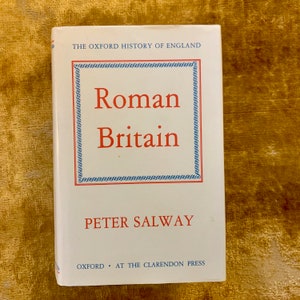 THE OXFORD HISTORY OF ENGLAND
Roman
Britain
PETER SALWAY
OXFORD • AT THE CLARENDON PRESS